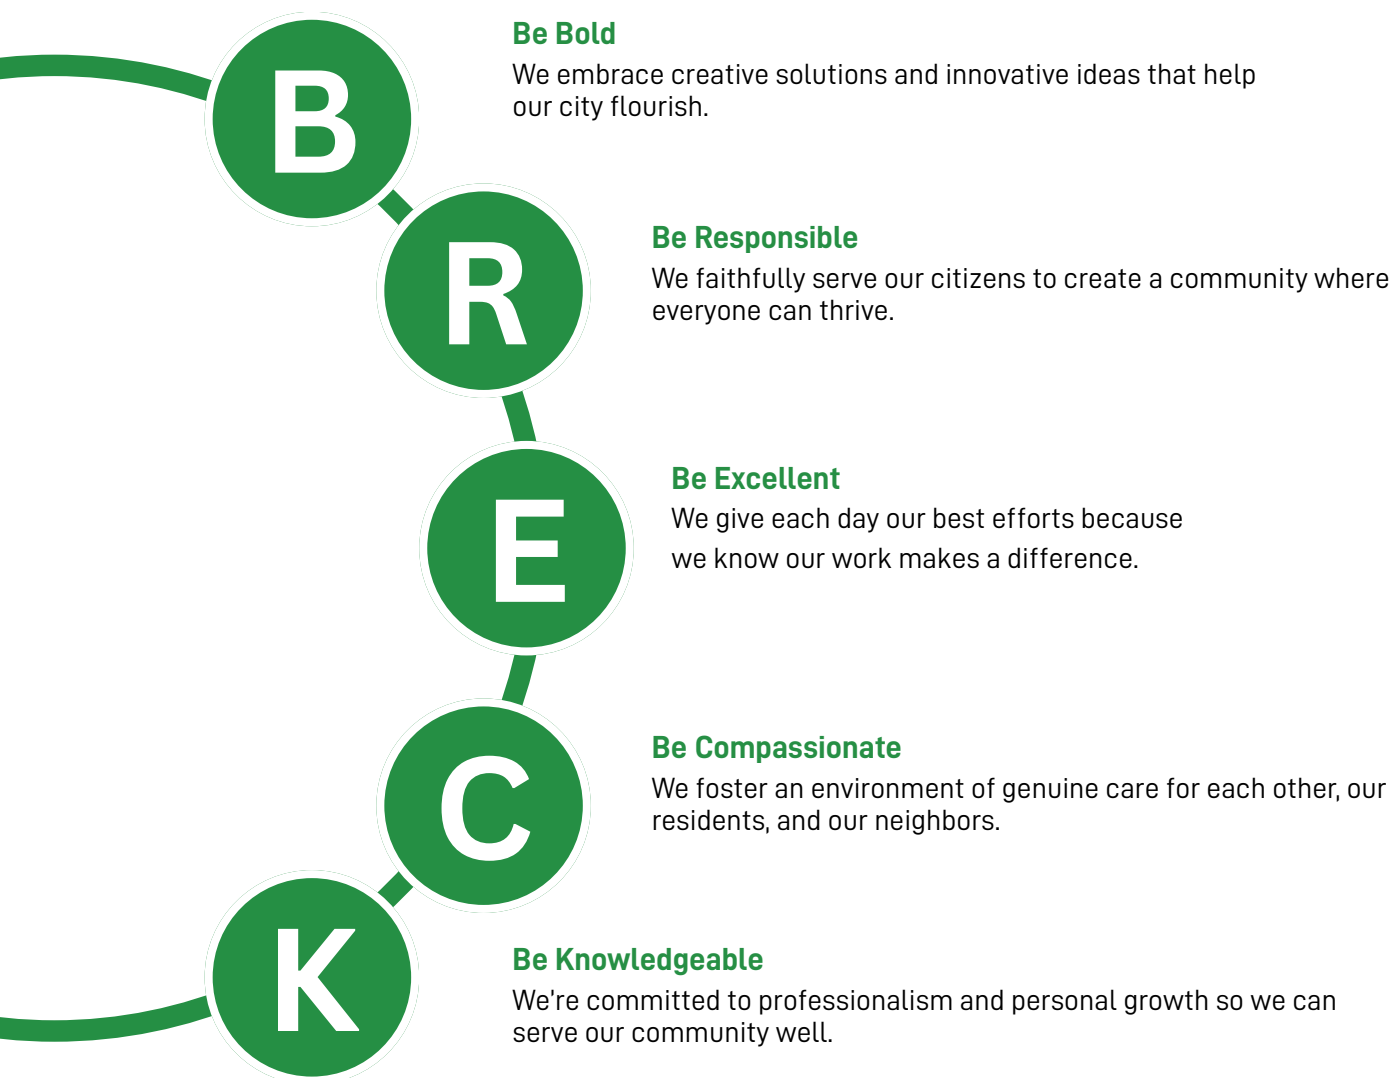 B
Be Bold
We embrace creative solutions and innovative ideas that help
our city flourish.
R
Be Responsible
We faithfully serve our citizens to create a community where
everyone can thrive.
E
Be Excellent
We give each day our best efforts because
we know our work makes a difference.
C
Be Compassionate
We foster an environment of genuine care for each other, our
residents, and our neighbors.
K
Be Knowledgeable
We're committed to professionalism and personal growth so we can
serve our community well.